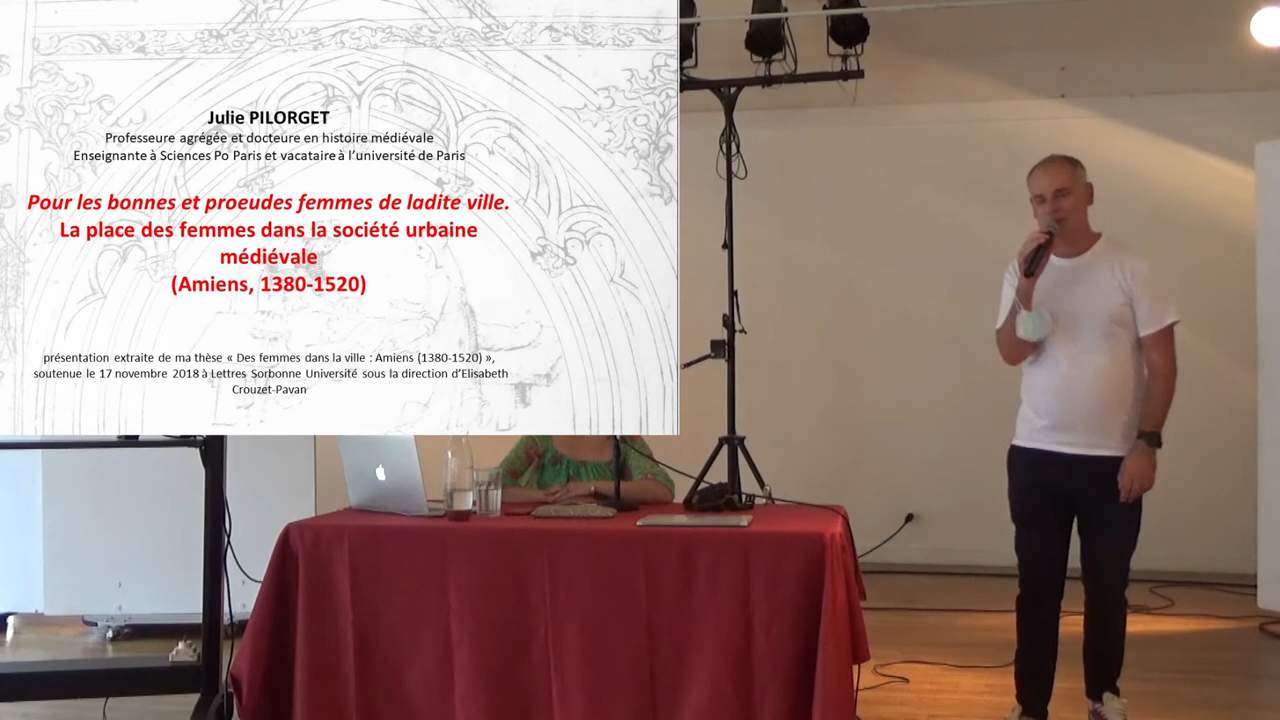 Julie PILORGET
Professeure agrégée et docteure en histoire médiévale
Enseignante à Sciences Po Paris et vacataire à l'université de Paris
Pour les bonnes et proeudes femmes de ladite ville.
La place des femmes dans la société urbaine
médiévale
(Amiens, 1380-1520)
présentation extraite de ma thèse « Des femmes dans la ville : Amiens (1380-1520) »,
soutenue le 17 novembre 2018 à Lettres Sorbonne Université sous la direction d'Elisabeth
Crouzet-Pavan